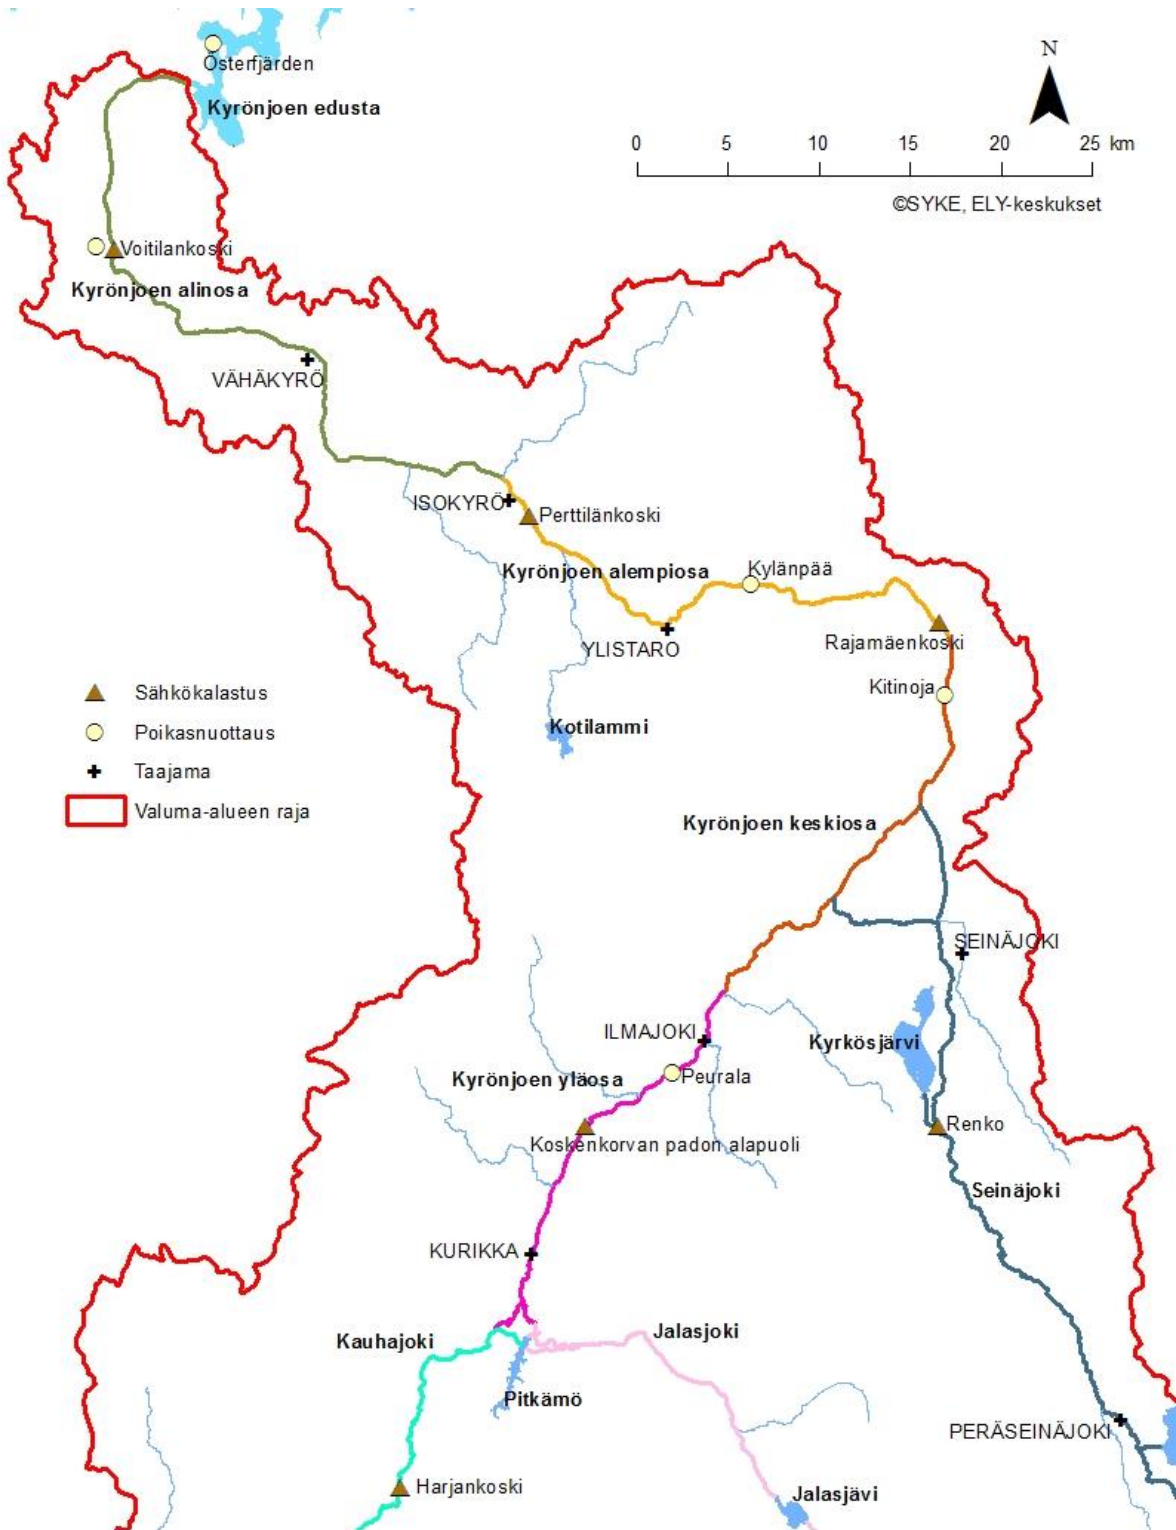 Österfjärden
N
Kyrönjoen edusta
0 5 10 15 20 25 km
©SYKE, ELY-keskukset
Voitilankoski
Kyrönjoen alinosa
VÄHÄKYRÖ
ISOKYRÖ
Perttilänkoski
Kyrönjoen alempiosa
Kylänpää
YLISTARO
Rajamäenkoski
Kitinoja
Sähkökalastus
Poikasnuottaus
Taajama
Valuma-alueen raja
Kotilammi
Kyrönjoen keskiosa
SEINÄJOKI
ILMAJOKI
Kyrkösjärvi
Kyrönjoen yläosa
Peurala
Koskenkorvan padon alapuoli
Renko
Seinäjoki
KURIKKA
Kauhajoki
Jalasjoki
Pitkämö
PERÄSEINÄJOKI
Harjankoski
Jalasjävi